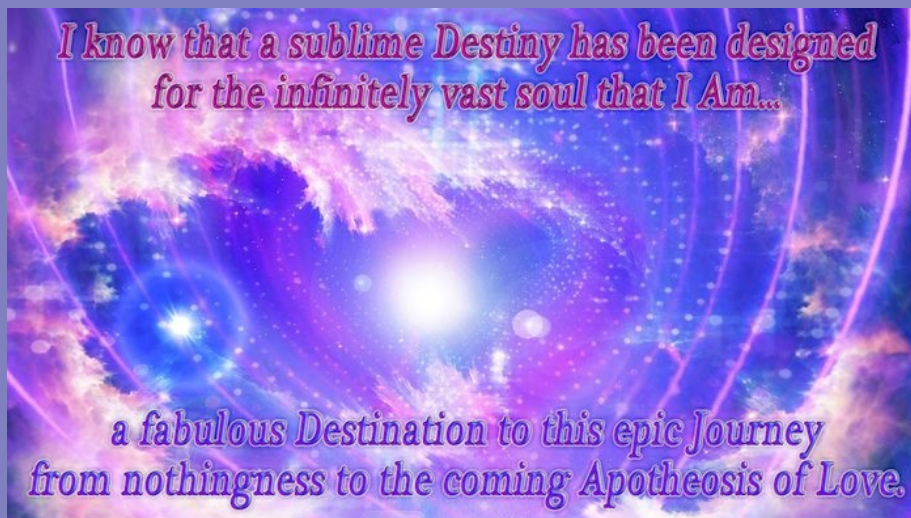 I know that a sublime Destiny has been designed
for the infinitely vast soul that I Am...
a fabulous Destination to this epic Journey
from nothingness to the coming Apotheosis of Love.